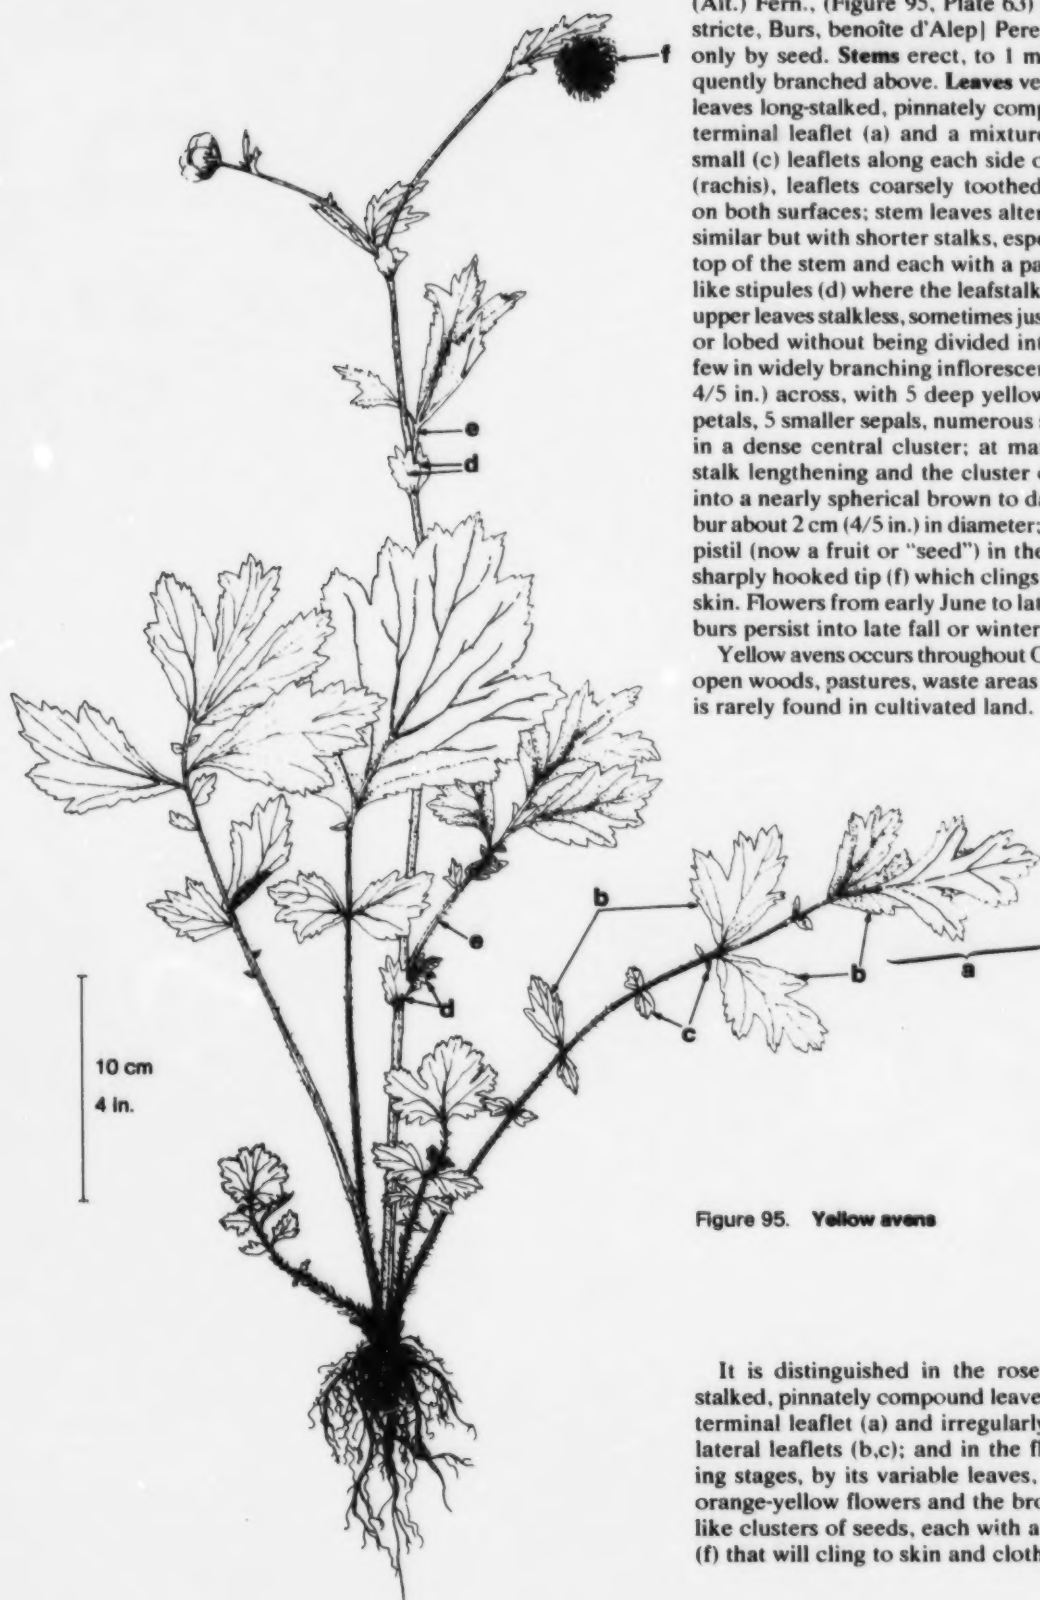 (Ait.) Fern., (Figure 95, Plate 63)
stricte, Burs, benoîte d'Alep] Pere
only by seed. Stems erect, to 1 m
quently branched above. Leaves ve
leaves long-stalked, pinnately comp
terminal leaflet (a) and a mixture
small (c) leaflets along each side o
(rachis), leaflets coarsely toothed
on both surfaces; stem leaves alter
similar but with shorter stalks, espe
top of the stem and each with a pa
like stipules (d) where the leafstalk
upper leaves stalkless, sometimes jus
or lobed without being divided int
few in widely branching inflorescen
4/5 in.) across, with 5 deep yellow
petals, 5 smaller sepals, numerous
in a dense central cluster; at ma
stalk lengthening and the cluster
into a nearly spherical brown to da
bur about 2 cm (4/5 in.) in diameter;
pistil (now a fruit or "seed") in the
sharply hooked tip (f) which clings
skin. Flowers from early June to lat
burs persist into late fall or winter
Yellow avens occurs throughout O
open woods, pastures, waste areas
is rarely found in cultivated land.
f
e
d
b
e
b
a
d
c
10 cm
4 in.
Figure 95. Yellow avens
It is distinguished in the rose
stalked, pinnately compound leave
terminal leaflet (a) and irregularly
lateral leaflets (b,c); and in the fl
ing stages, by its variable leaves,
orange-yellow flowers and the bro
like clusters of seeds, each with a
(f) that will cling to skin and cloth